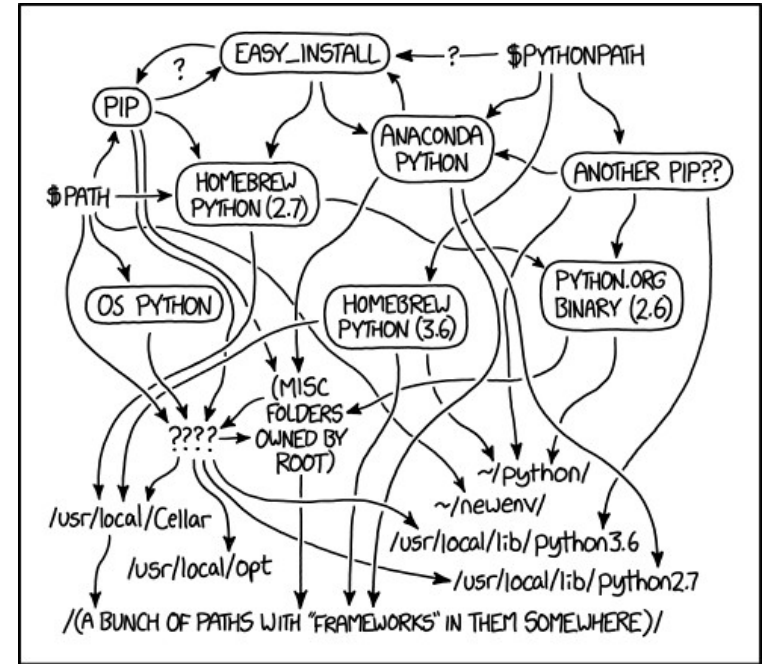 EASY_INSTALL
?
?
$PYTHONPATH
PIP
ANACONDA
PYTHON
ANOTHER PIP??
HOMEBREW
PYTHON (2.7)
$PATH
OS PYTHON
HOMEBREW
PYTHON (3.6)
PYTHON.ORG
BINARY (2.6)
(MISC
FOLDERS
OWNED BY
ROOT)
????
~/python/
~/newenv/
/usr/local/Cellar
/usr/local/lib/python3.6
/usr/local/opt
/usr/local/lib/python2.7
/(A BUNCH OF PATHS WITH "FRAMEWORKS" IN THEM SOMEWHERE)/